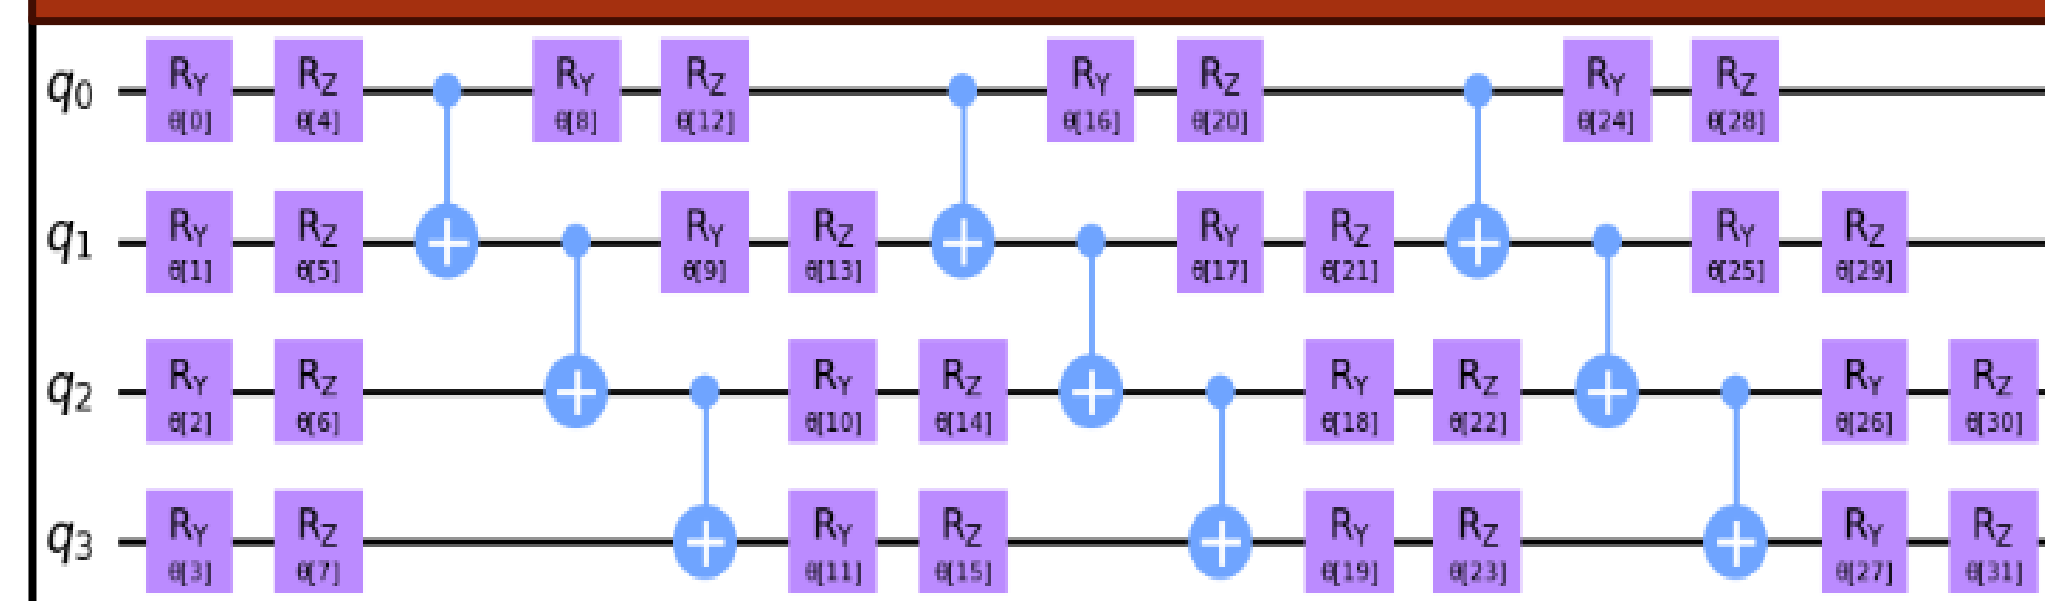 q0 RY RZ RY RZ RY RZ RY RZ
θ[0] θ[4] θ[8] θ[12] θ[16] θ[20] θ[24] θ[28]
q1 RY RZ RY RZ RY RZ RY RZ
θ[1] θ[5] θ[9] θ[13] θ[17] θ[21] θ[25] θ[29]
q2 RY RZ RY RZ RY RZ RY RZ
θ[2] θ[6] θ[10] θ[14] θ[18] θ[22] θ[26] θ[30]
q3 RY RZ RY RZ RY RZ RY RZ
θ[3] θ[7] θ[11] θ[15] θ[19] θ[23] θ[27] θ[31]